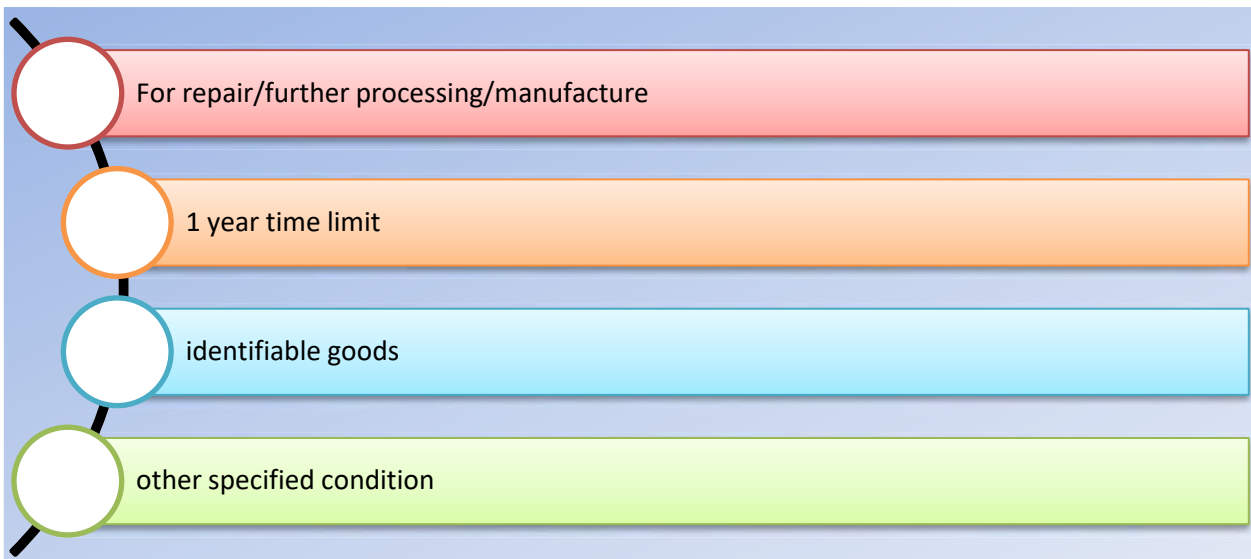 For repair/further processing/manufacture
1 year time limit
identifiable goods
other specified condition